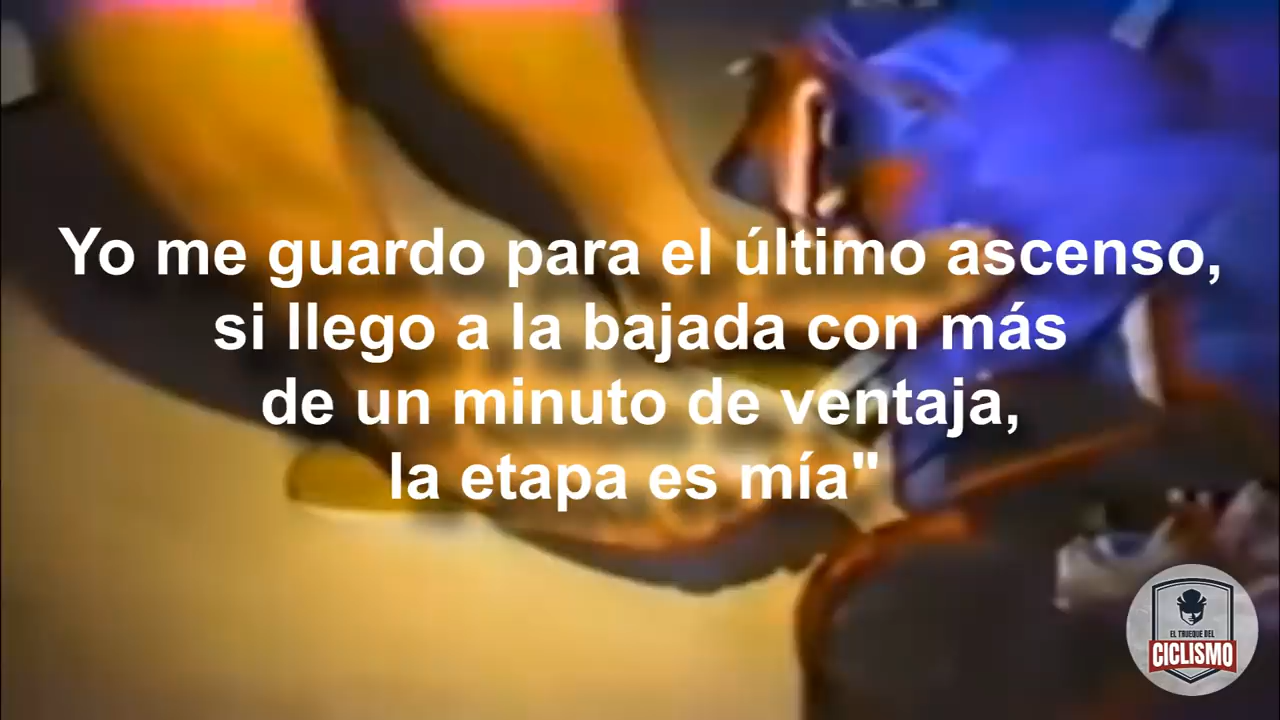 Yo me guardo para el último ascenso,
si llego a la bajada con más
de un minuto de ventaja,
la etapa es mía"
EL TRUEQUE DEL
CICLISMO